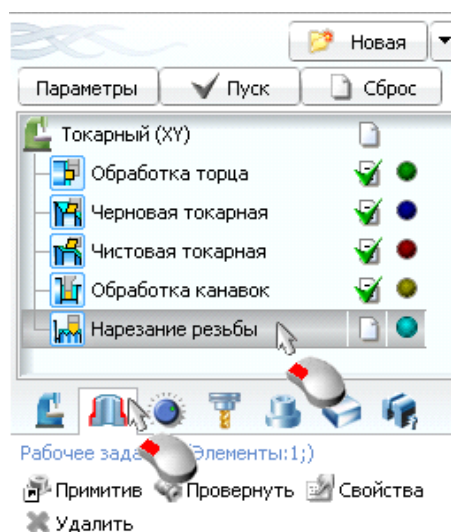 Новая
Параметры Пуск Сброс
Токарный (XY)
Обработка торца
Черновая токарная
Чистовая токарная
Обработка канавок
Нарезание резьбы
Рабочее (Элементы:1;)
Примитив Провернуть Свойства
Удалить